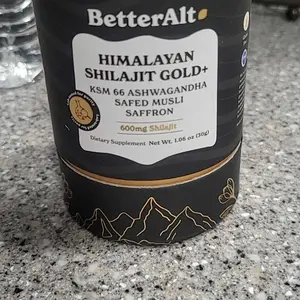 BetterAlt
HIMALAYAN
SHILAJIT GOLD+
KSM 66 ASHWAGANDHA
SAFED MUSLI
SAFFRON
600mg Shilajit
Dietary Supplement Net Wt. 1.06 oz (30g)